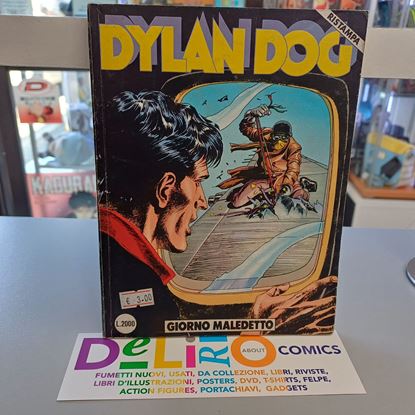 DYLAN DOG
RISTAMPA
€ 3.00
L.2000
GIORNO MALEDETTO
DeLiRiO ABOUT COMICS
FUMETTI NUOVI, USATI, DA COLLEZIONE, LIBRI, RIVISTE,
LIBRI D'ILLUSTRAZIONI, POSTERS, DVD, T-SHIRTS, FELPE,
ACTION FIGURES, PORTACHIAVI, GADGETS